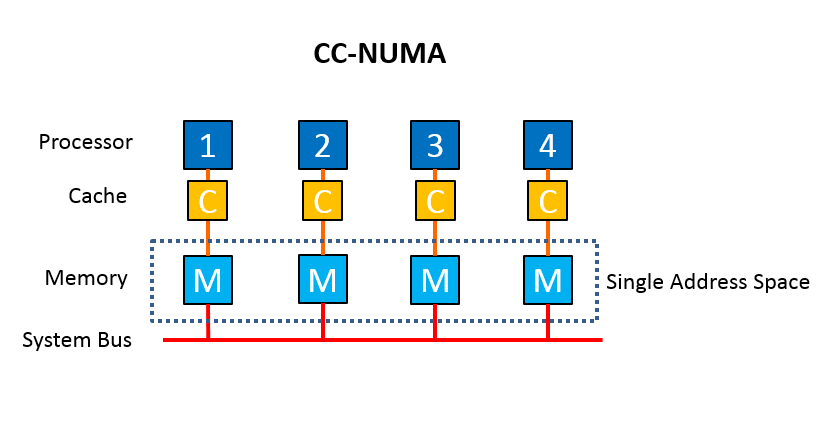 CC-NUMA
Processor 1 2 3 4
Cache C C C C
Memory M M M M Single Address Space
System Bus